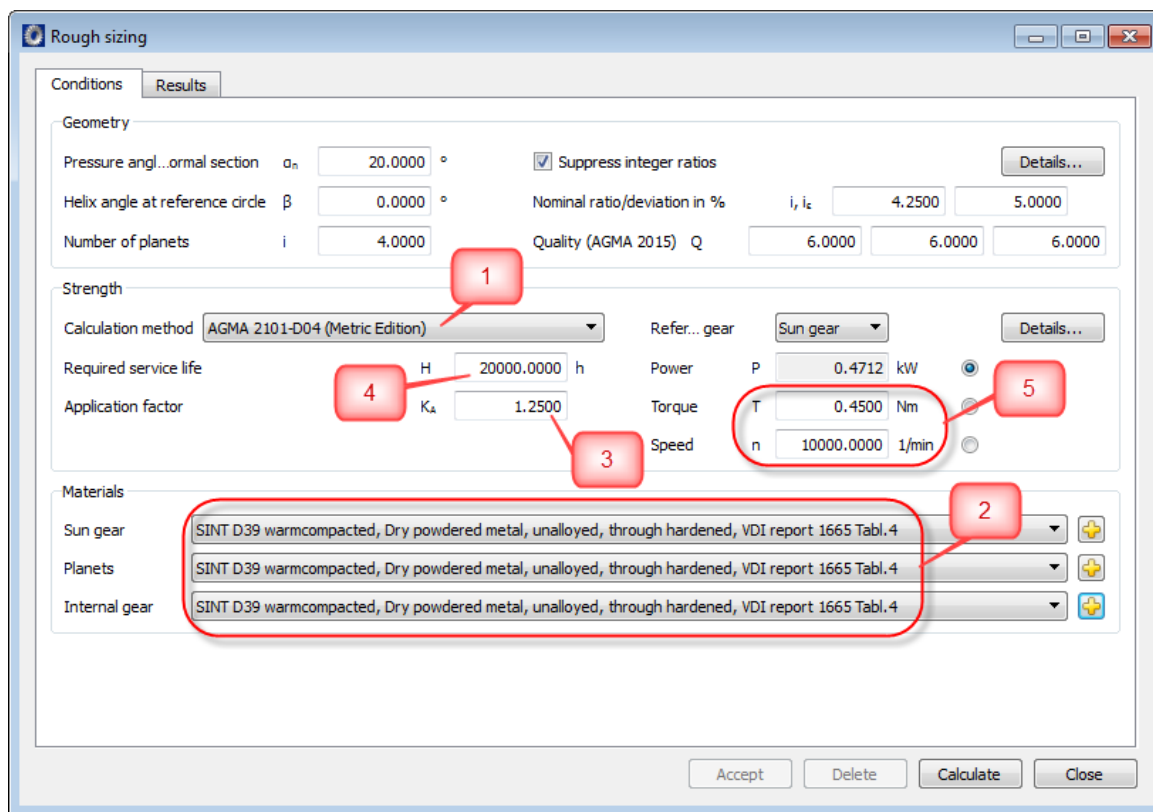 Rough sizing
Conditions Results
Geometry
Pressure angl...ormal section αn 20.0000 ° Suppress integer ratios Details...
Helix angle at reference circle β 0.0000 ° Nominal ratio/deviation in % i, iε 4.2500 5.0000
Number of planets i 4.0000 Quality (AGMA 2015) Q 6.0000 6.0000 6.0000
1
Strength
Calculation method AGMA 2101-D04 (Metric Edition) Refer... gear Sun gear Details...
Required service life H 20000.0000 h Power P 0.4712 kW
4 5
Application factor KA 1.2500 Torque T 0.4500 Nm
3
Speed n 10000.0000 1/min
Materials
2
Sun gear SINT D39 warmcompacted, Dry powdered metal, unalloyed, through hardened, VDI report 1665 Tabl.4
Planets SINT D39 warmcompacted, Dry powdered metal, unalloyed, through hardened, VDI report 1665 Tabl.4
Internal gear SINT D39 warmcompacted, Dry powdered metal, unalloyed, through hardened, VDI report 1665 Tabl.4
Accept Delete Calculate Close